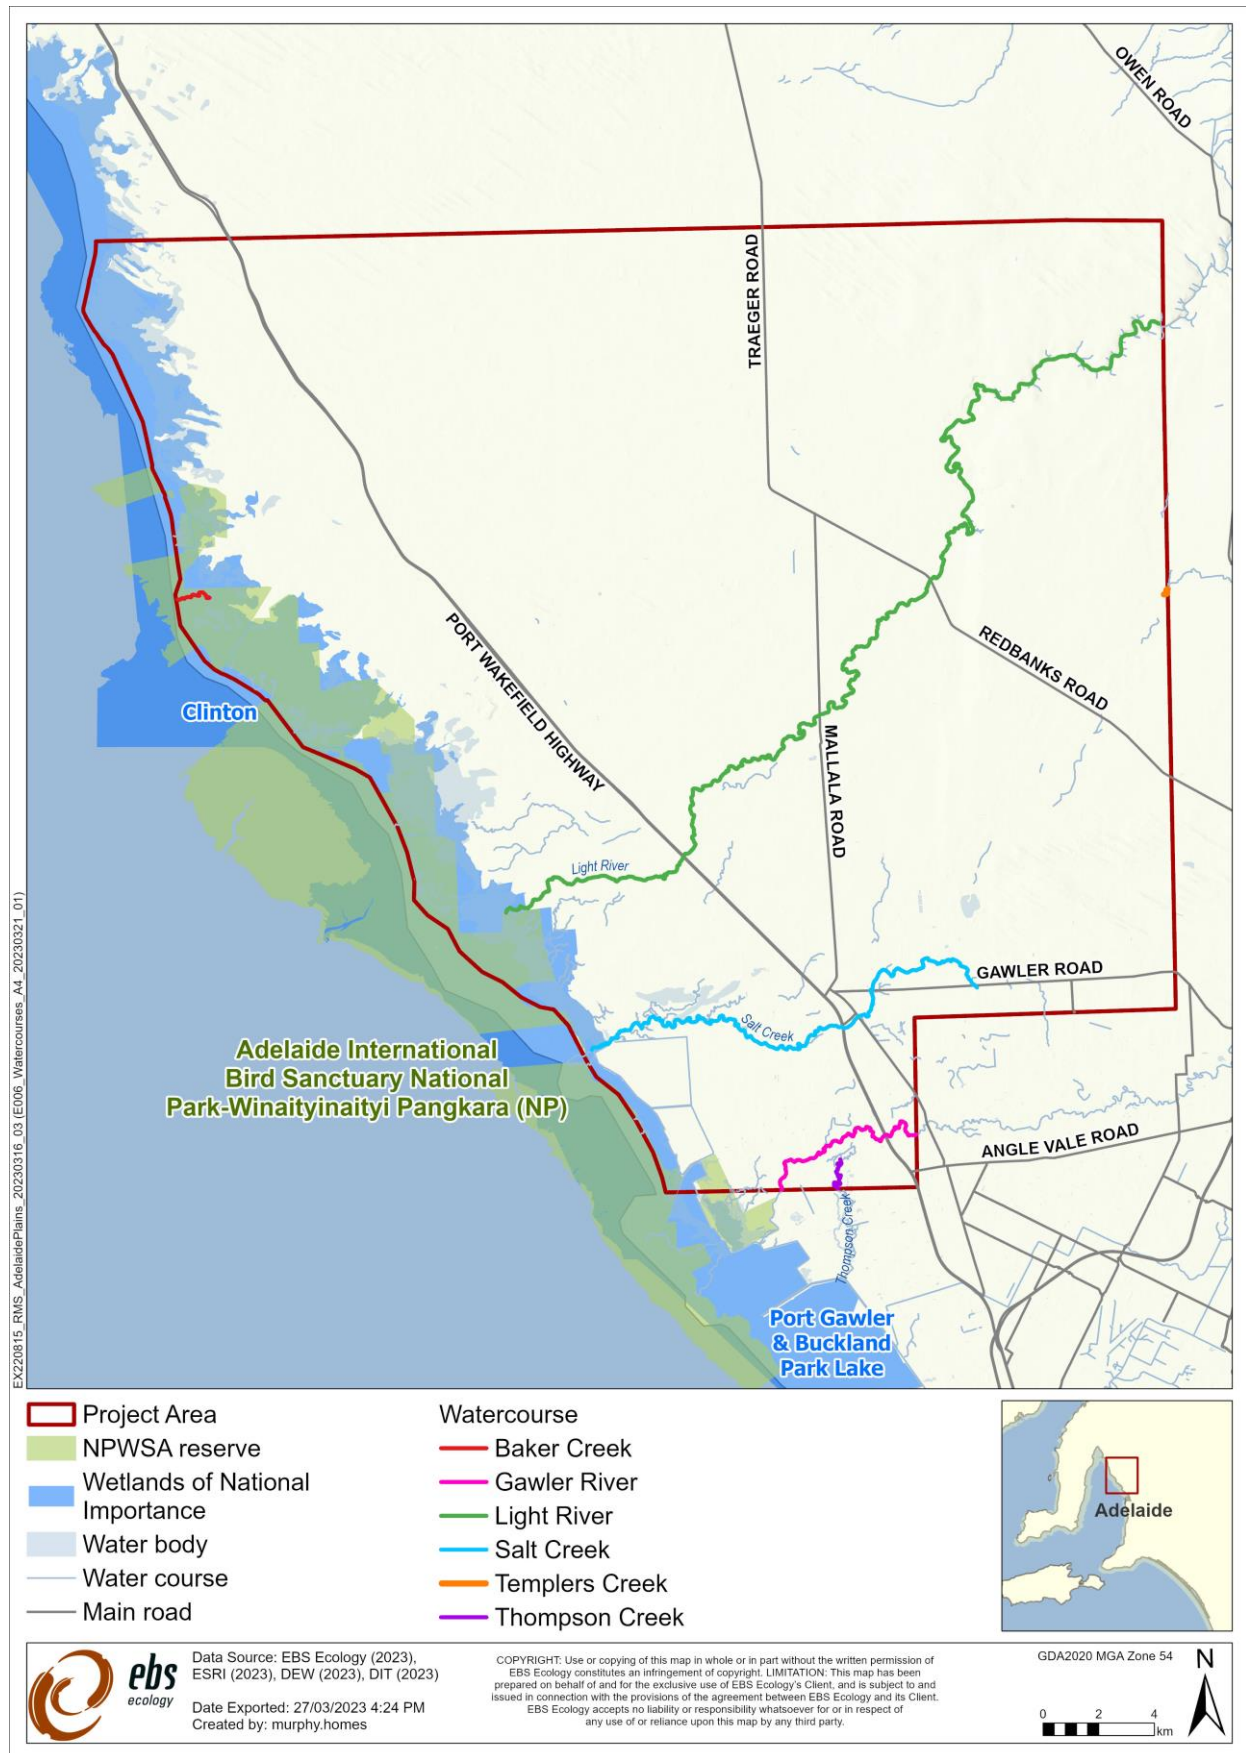 OWEN ROAD
TRAEGER ROAD
PORT WAKEFIELD HIGHWAY
REDBANKS ROAD
Clinton
MALLALA ROAD
Light River
GAWLER ROAD
Salt Creek
Adelaide International
Bird Sanctuary National
Park-Winaityinaityi Pangkara (NP)
ANGLE VALE ROAD
Thompson Creek
Port Gawler
& Buckland
Park Lake
EX220815_RMS_AdelaidePlains_20230316_03 (E006_Watercourses_A4_20230321_01)
Project Area
NPWSA reserve
Wetlands of National
Importance
Water body
Water course
Main road
Watercourse
Baker Creek
Gawler River
Light River
Salt Creek
Templers Creek
Thompson Creek
Adelaide
ebs
ecology
Data Source: EBS Ecology (2023),
ESRI (2023), DEW (2023), DIT (2023)
Date Exported: 27/03/2023 4:24 PM
Created by: murphy.homes
COPYRIGHT: Use or copying of this map in whole or in part without the written permission of
EBS Ecology constitutes an infringement of copyright. LIMITATION: This map has been
prepared on behalf of and for the exclusive use of EBS Ecology's Client, and is subject to and
issued in connection with the provisions of the agreement between EBS Ecology and its Client.
EBS Ecology accepts no liability or responsibility whatsoever for or in respect of
any use of or reliance upon this map by any third party.
GDA2020 MGA Zone 54
N
0 2 4
km